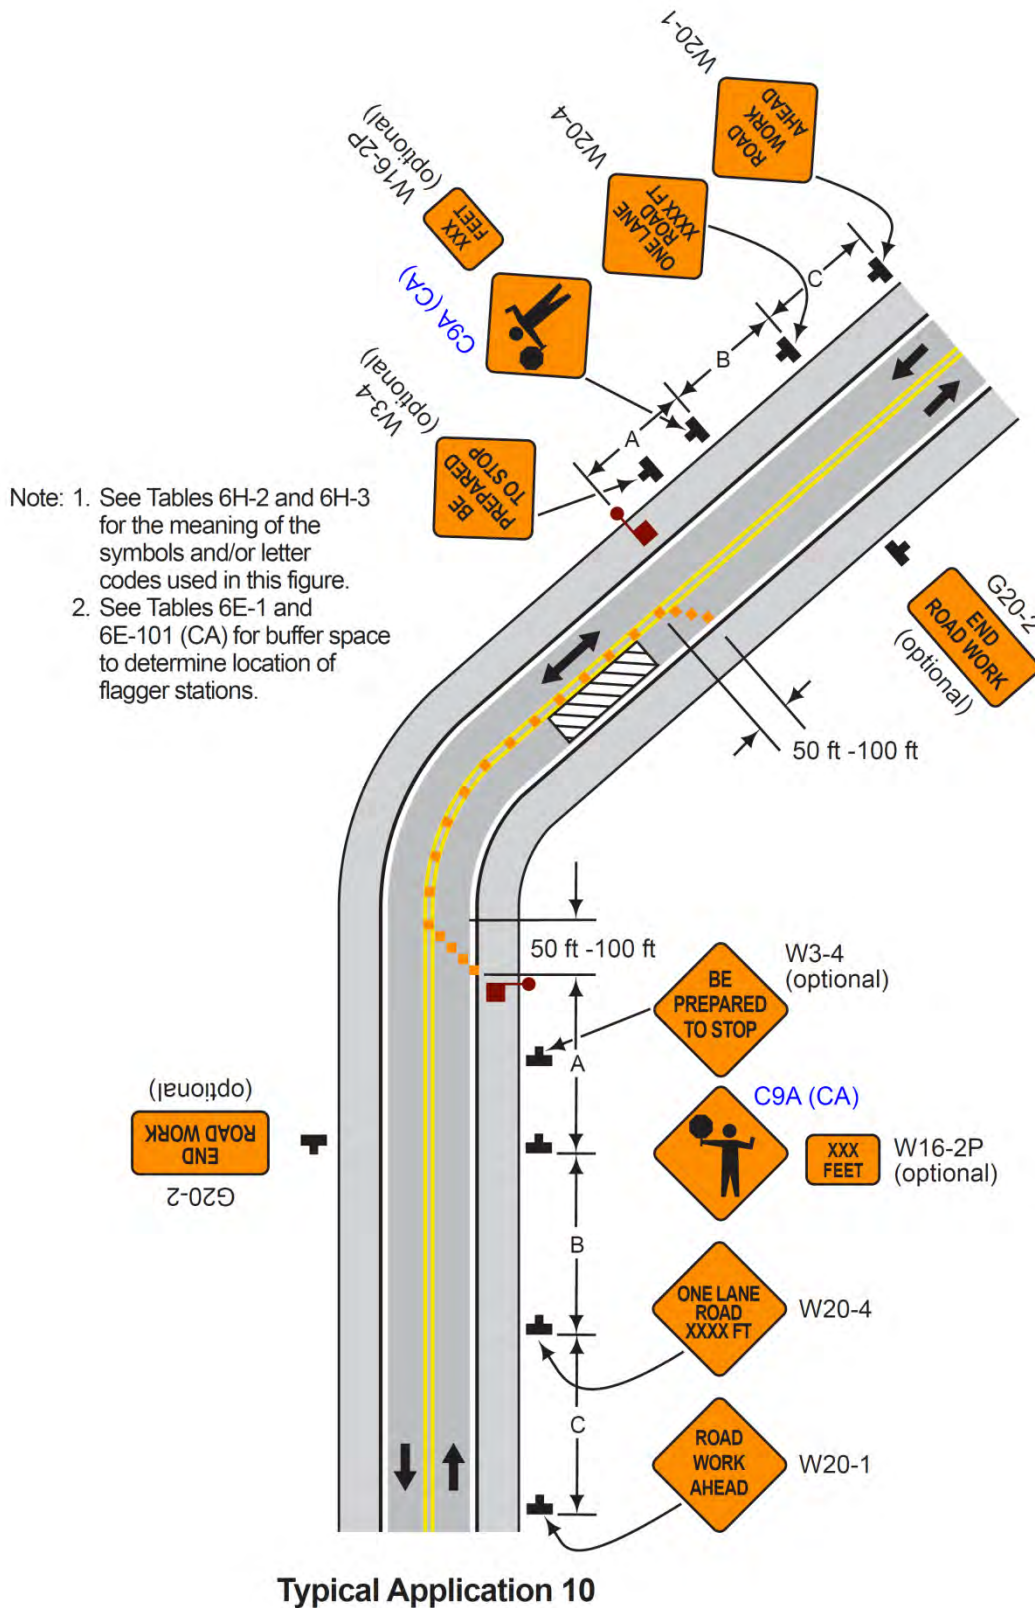 W20-1
ROAD
WORK
AHEAD
W20-4
ONE LANE
ROAD
XXXX FT
W16-2P
(optional)
XXX
FEET
C9A (CA)
W3-4
(optional)
BE
PREPARED
TO STOP
C
B
A
Note: 1. See Tables 6H-2 and 6H-3
for the meaning of the
symbols and/or letter
codes used in this figure.
2. See Tables 6E-1 and
6E-101 (CA) for buffer space
to determine location of
flagger stations.
G20-2
END
ROAD WORK
(optional)
50 ft -100 ft
50 ft -100 ft
W3-4
(optional)
BE
PREPARED
TO STOP
A
C9A (CA)
XXX
FEET
W16-2P
(optional)
G20-2
END
ROAD WORK
(optional)
B
ONE LANE
ROAD
XXXX FT
W20-4
C
ROAD
WORK
AHEAD
W20-1
Typical Application 10